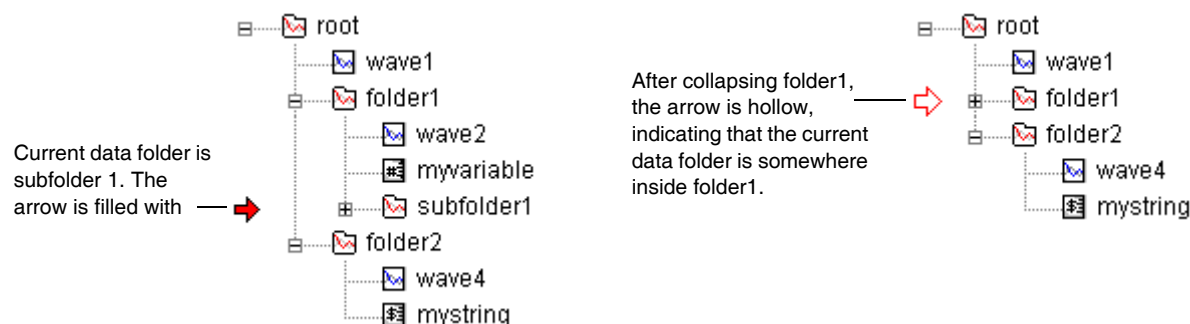 root
wave1
folder1
wave2
myvariable
subfolder1
folder2
wave4
mystring
Current data folder is
subfolder 1. The
arrow is filled with
After collapsing folder1,
the arrow is hollow,
indicating that the current
data folder is somewhere
inside folder1.
root
wave1
folder1
folder2
wave4
mystring